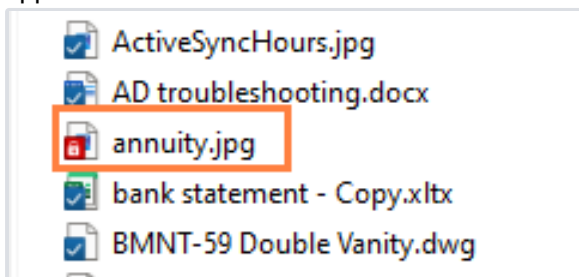 ActiveSyncHours.jpg
AD troubleshooting.docx
annuity.jpg
bank statement - Copy.xltx
BMNT-59 Double Vanity.dwg